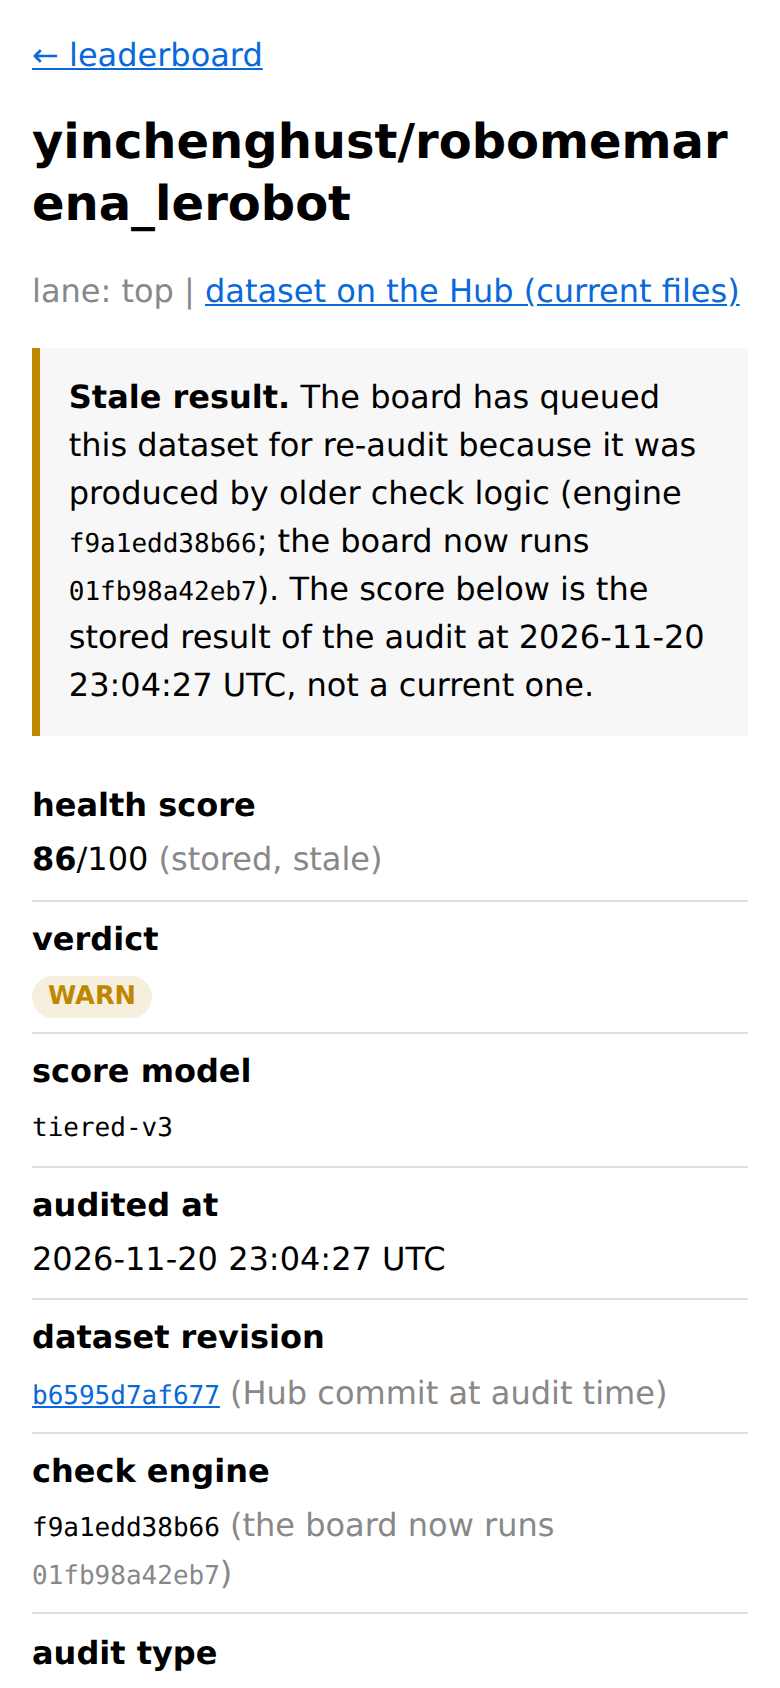 ← leaderboard
yinchenghust/robomemar
ena_lerobot
lane: top | dataset on the Hub (current files)
Stale result. The board has queued
this dataset for re-audit because it was
produced by older check logic (engine
f9a1edd38b66; the board now runs
01fb98a42eb7). The score below is the
stored result of the audit at 2026-11-20
23:04:27 UTC, not a current one.
health score
86/100 (stored, stale)
verdict
WARN
score model
tiered-v3
audited at
2026-11-20 23:04:27 UTC
dataset revision
b6595d7af677 (Hub commit at audit time)
check engine
f9a1edd38b66 (the board now runs
01fb98a42eb7)
audit type